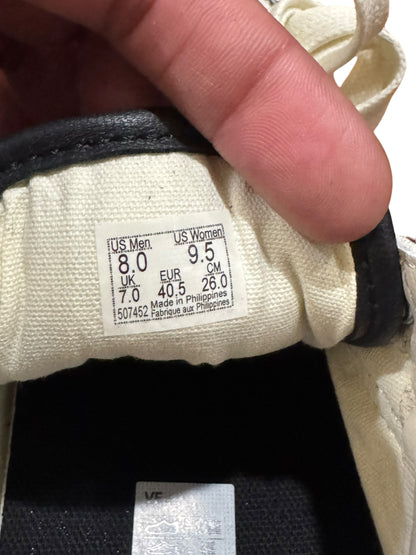 US Men US Women
8.0 9.5
UK EUR CM
7.0 40.5 26.0
507452 Made in Philippines
Fabrique aux Philippines